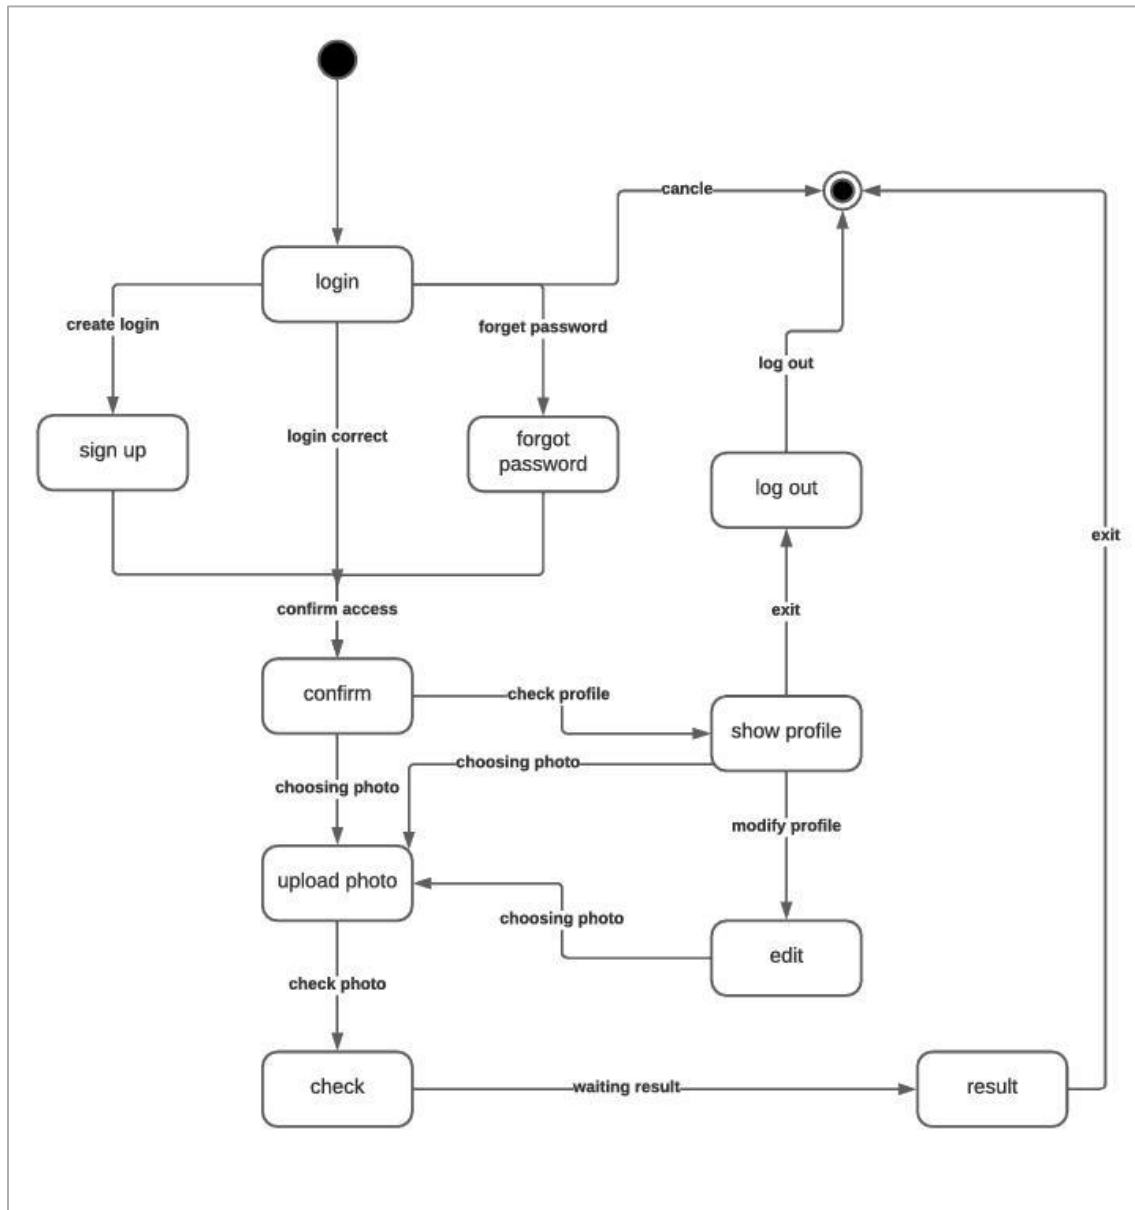 cancle
login
create login
forget password
log out
sign up
login correct
forgot
password
log out
exit
exit
confirm access
confirm
check profile
show profile
choosing photo
choosing photo
modify profile
upload photo
choosing photo
edit
check photo
check
waiting result
result